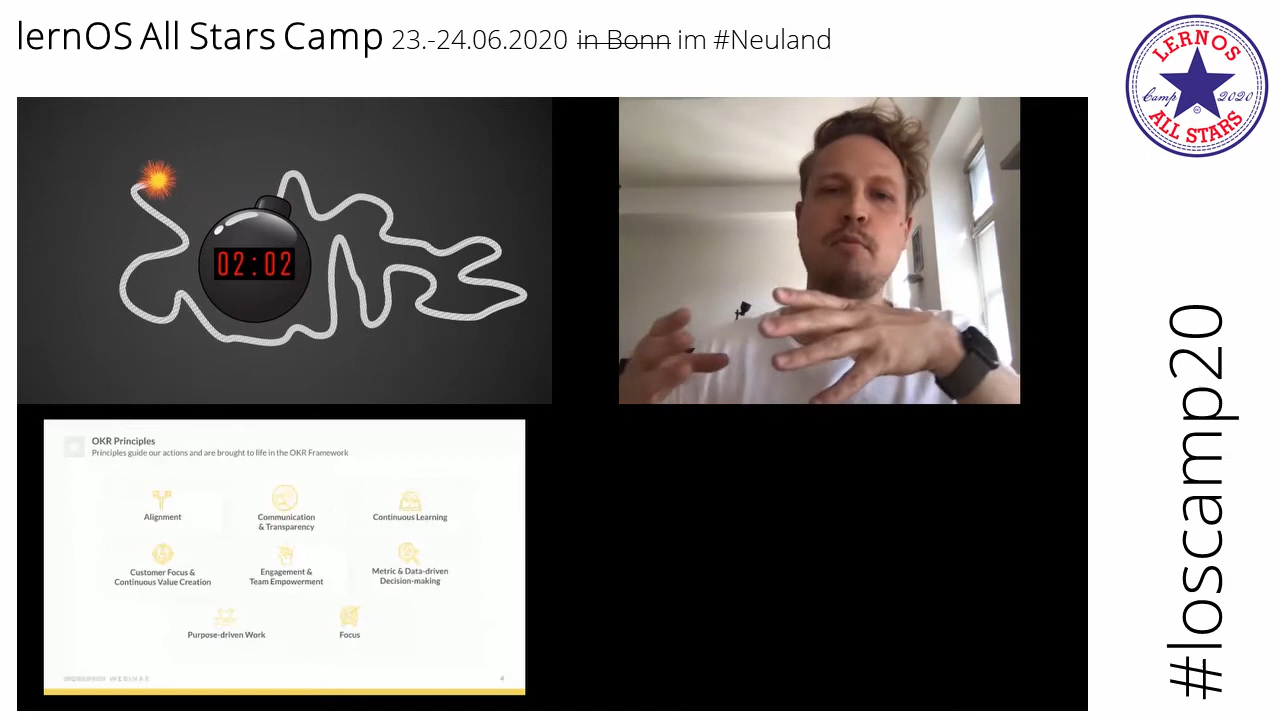 lernOS All Stars Camp 23.-24.06.2020 in Bonn im #Neuland
LERNOS
Camp 2020
ALL STARS
02:02
OKR Principles
Principles guide our actions and are brought to life in the OKR Framework
Alignment
Communication
& Transparency
Continuous Learning
Customer Focus &
Continuous Value Creation
Engagement &
Team Empowerment
Metric & Data-driven
Decision-making
Purpose-driven Work
Focus
WEBINAR
4
#loscamp20